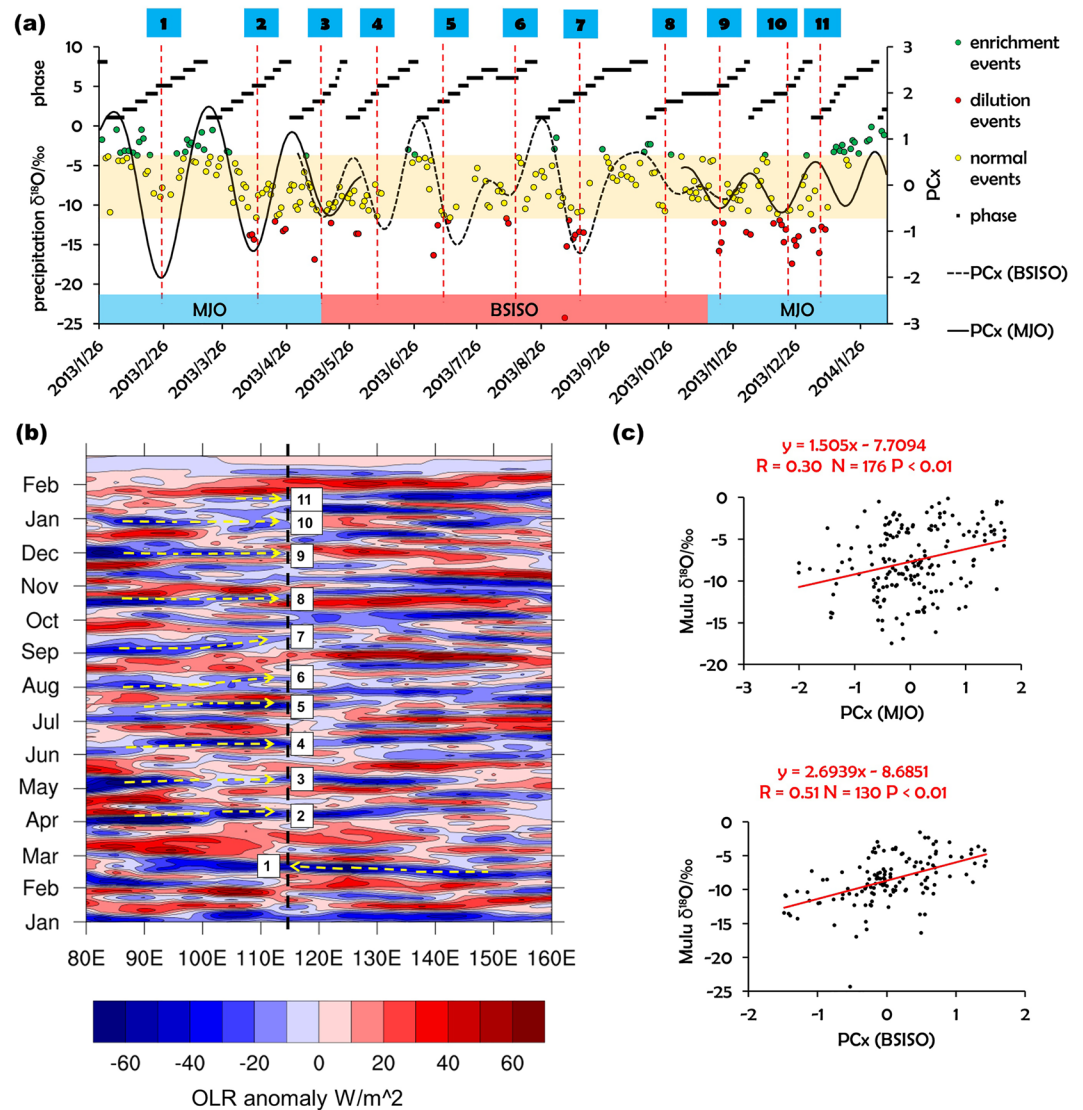 (a)
1 2 3 4 5 6 7 8 9 10 11
phase
precipitation δ¹⁸O/‰
10
5
0
-5
-10
-15
-20
-25
3
2
1
0
-1
-2
-3
PCx
MJO BSISO MJO
2013/1/26
2013/2/26
2013/3/26
2013/4/26
2013/5/26
2013/6/26
2013/7/26
2013/8/26
2013/9/26
2013/10/26
2013/11/26
2013/12/26
2014/1/26
enrichment
events
dilution
events
normal
events
phase
PCx (BSISO)
PCx (MJO)
(b)
Feb
Jan
Dec
Nov
Oct
Sep
Aug
Jul
Jun
May
Apr
Mar
Feb
Jan
11
10
9
8
7
6
5
4
3
2
1
80E 90E 100E 110E 120E 130E 140E 150E 160E
-60 -40 -20 0 20 40 60
OLR anomaly W/m^2
(c)
y = 1.505x - 7.7094
R = 0.30 N = 176 P < 0.01
Mulu δ¹⁸O/‰
0
-5
-10
-15
-20
-3 -2 -1 0 1 2
PCx (MJO)
y = 2.6939x - 8.6851
R = 0.51 N = 130 P < 0.01
Mulu δ¹⁸O/‰
0
-5
-10
-15
-20
-25
-2 -1 0 1 2
PCx (BSISO)